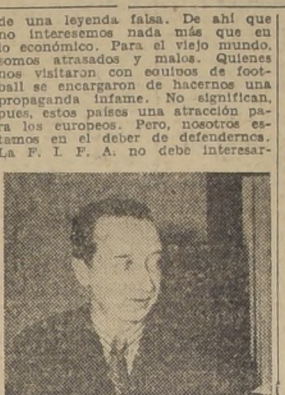 de una leyenda falsa. De ahí que
no interesemos nada más que en
lo económico. Para el viejo mundo,
somos atrasados y malos. Quienes
nos visitaron con equipos de foot-
ball se encargaron de hacernos una
propaganda infame. No significan,
pues, estos países una atracción pa-
ra los europeos. Pero, nosotros es-
tamos en el deber de defendernos.
La F. I. F. A. no debe interesar-